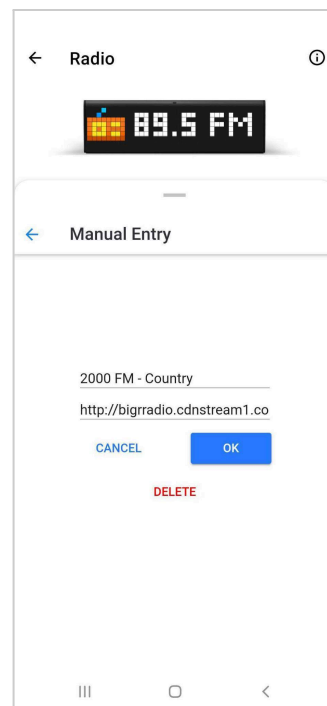 Radio
89.5 FM
Manual Entry
2000 FM - Country
http://bigrradio.cdnstream1.co
CANCEL
OK
DELETE